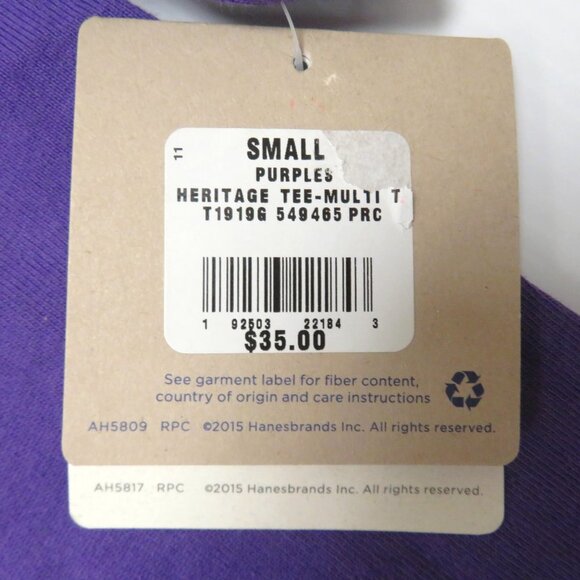 11
SMALL
PURPLES
HERITAGE TEE-MULTI T
T1919G 549465 PRC
1 92503 22184 3
$35.00
See garment label for fiber content,
country of origin and care instructions
AH5809 RPC ©2015 Hanesbrands Inc. All rights reserved.
AH5817 RPC ©2015 Hanesbrands Inc. All rights reserved.